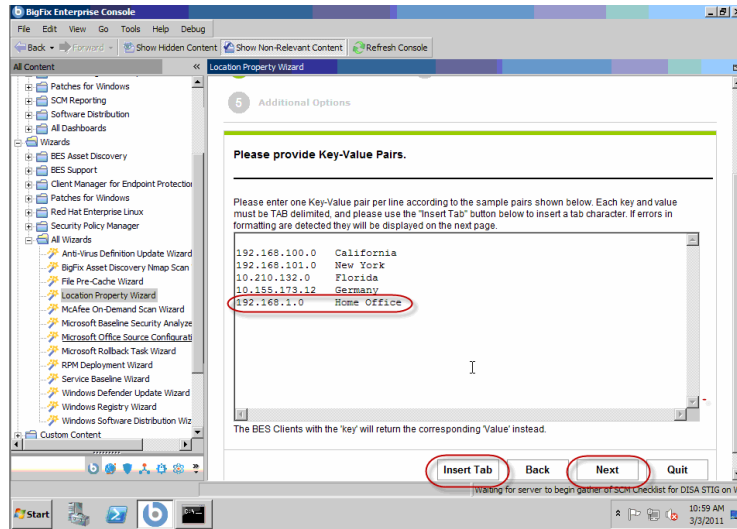 BigFix Enterprise Console
File Edit View Go Tools Help Debug
Back Forward Show Hidden Content Show Non-Relevant Content Refresh Console
All Content «
Location Property Wizard
Patches for Windows
SCM Reporting
Software Distribution
All Dashboards
Wizards
BES Asset Discovery
BES Support
Client Manager for Endpoint Protection
Patches for Windows
Red Hat Enterprise Linux
Security Policy Manager
All Wizards
Anti-Virus Definition Update Wizard
BigFix Asset Discovery Nmap Scan
File Pre-Cache Wizard
Location Property Wizard
McAfee On-Demand Scan Wizard
Microsoft Baseline Security Analyze
Microsoft Office Source Configurati
Microsoft Rollback Task Wizard
RPM Deployment Wizard
Service Baseline Wizard
Windows Defender Update Wizard
Windows Registry Wizard
Windows Software Distribution Wiz
Custom Content
5 Additional Options
Please provide Key-Value Pairs.
Please enter one Key-Value pair per line according to the sample pairs shown below. Each key and value
must be TAB delimited, and please use the "Insert Tab" button below to insert a tab character. If errors in
formatting are detected they will be displayed on the next page.
192.168.100.0 California
192.168.101.0 New York
10.210.132.0 Florida
10.155.173.12 Germany
192.168.1.0 Home Office
The BES Clients with the 'key' will return the corresponding 'Value' instead.
Insert Tab Back Next Quit
Waiting for server to begin gather of SCM Checklist for DISA STIG on W
Start
10:59 AM
3/3/2011